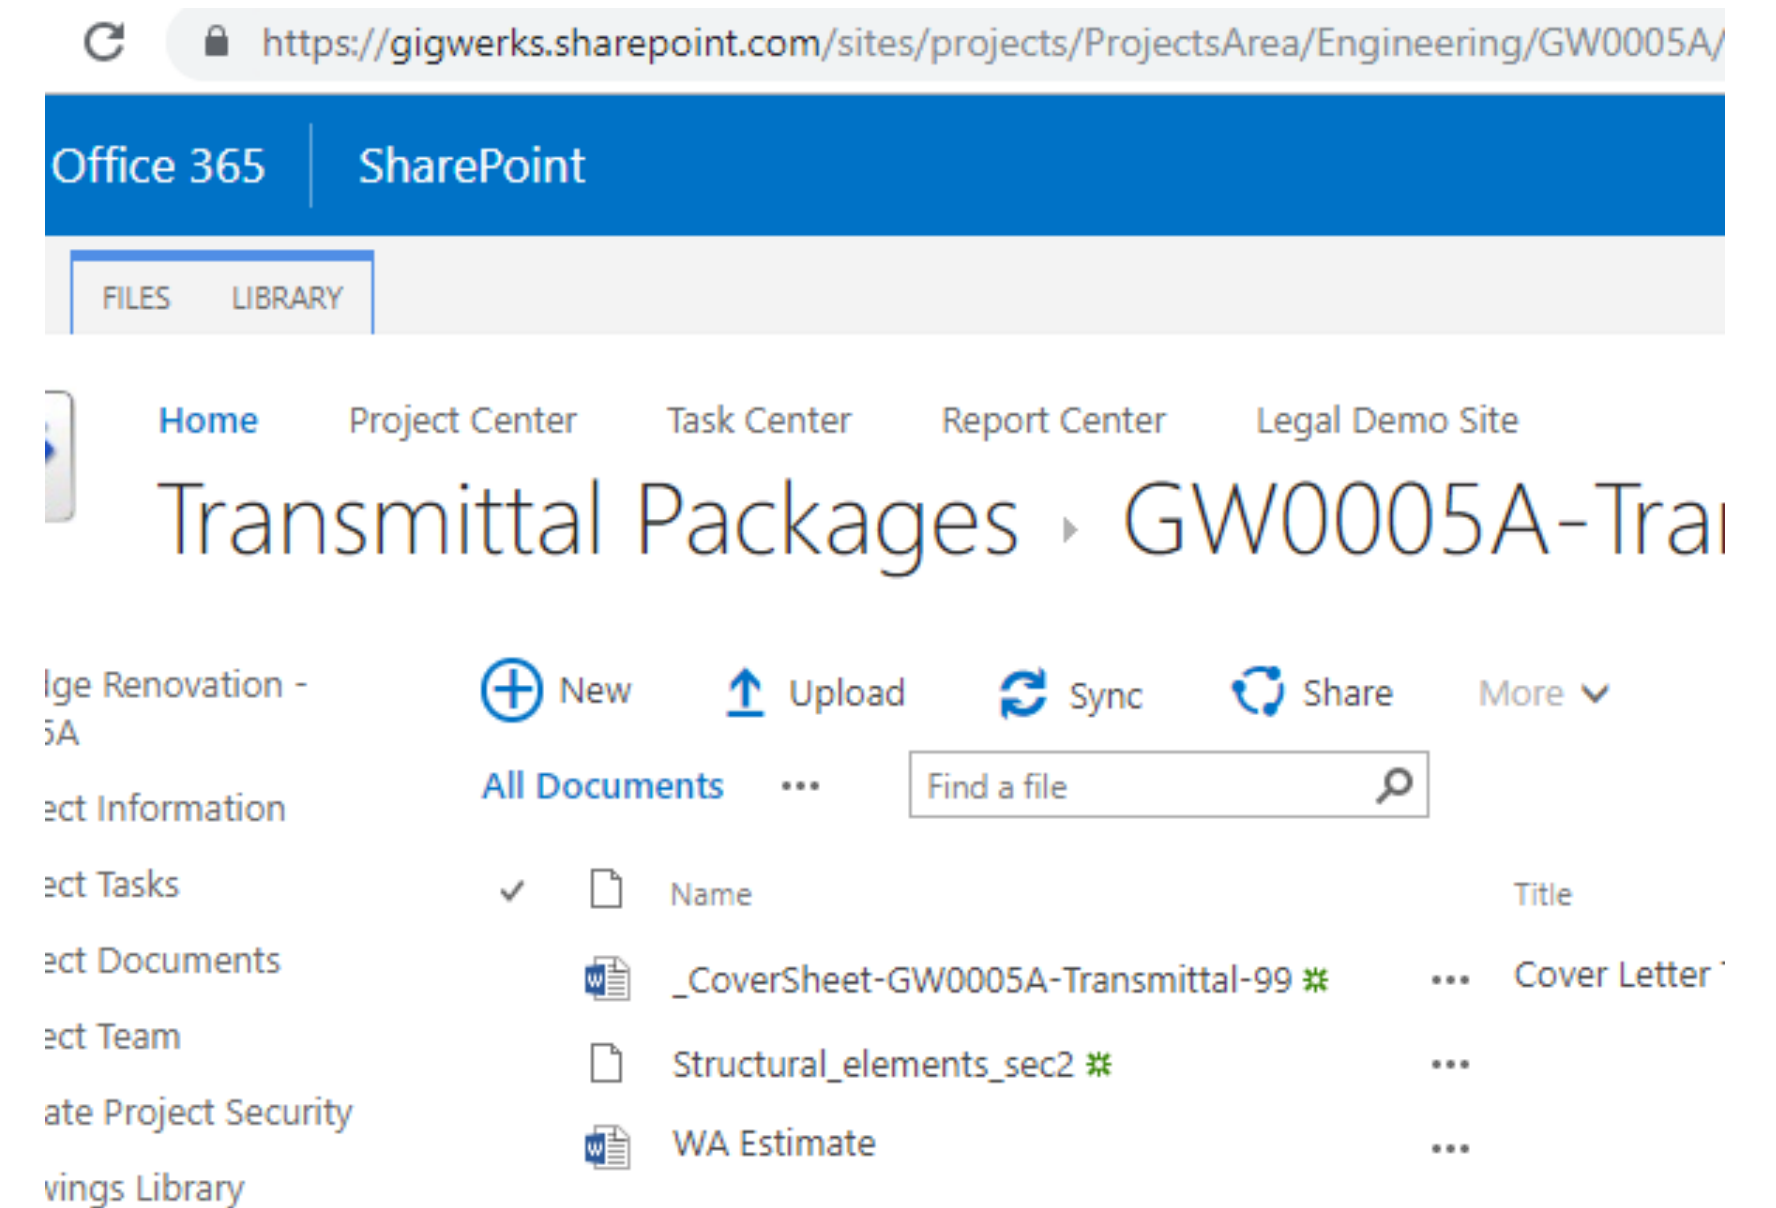 https://gigwerks.sharepoint.com/sites/projects/ProjectsArea/Engineering/GW0005A/
Office 365 SharePoint
FILES LIBRARY
Home Project Center Task Center Report Center Legal Demo Site
Transmittal Packages ▸ GW0005A-Tra
dge Renovation -
5A
ect Information
ect Tasks
ect Documents
ect Team
ate Project Security
wings Library
New Upload Sync Share More
All Documents ••• Find a file
Name Title
_CoverSheet-GW0005A-Transmittal-99 ••• Cover Letter
Structural_elements_sec2 •••
WA Estimate •••